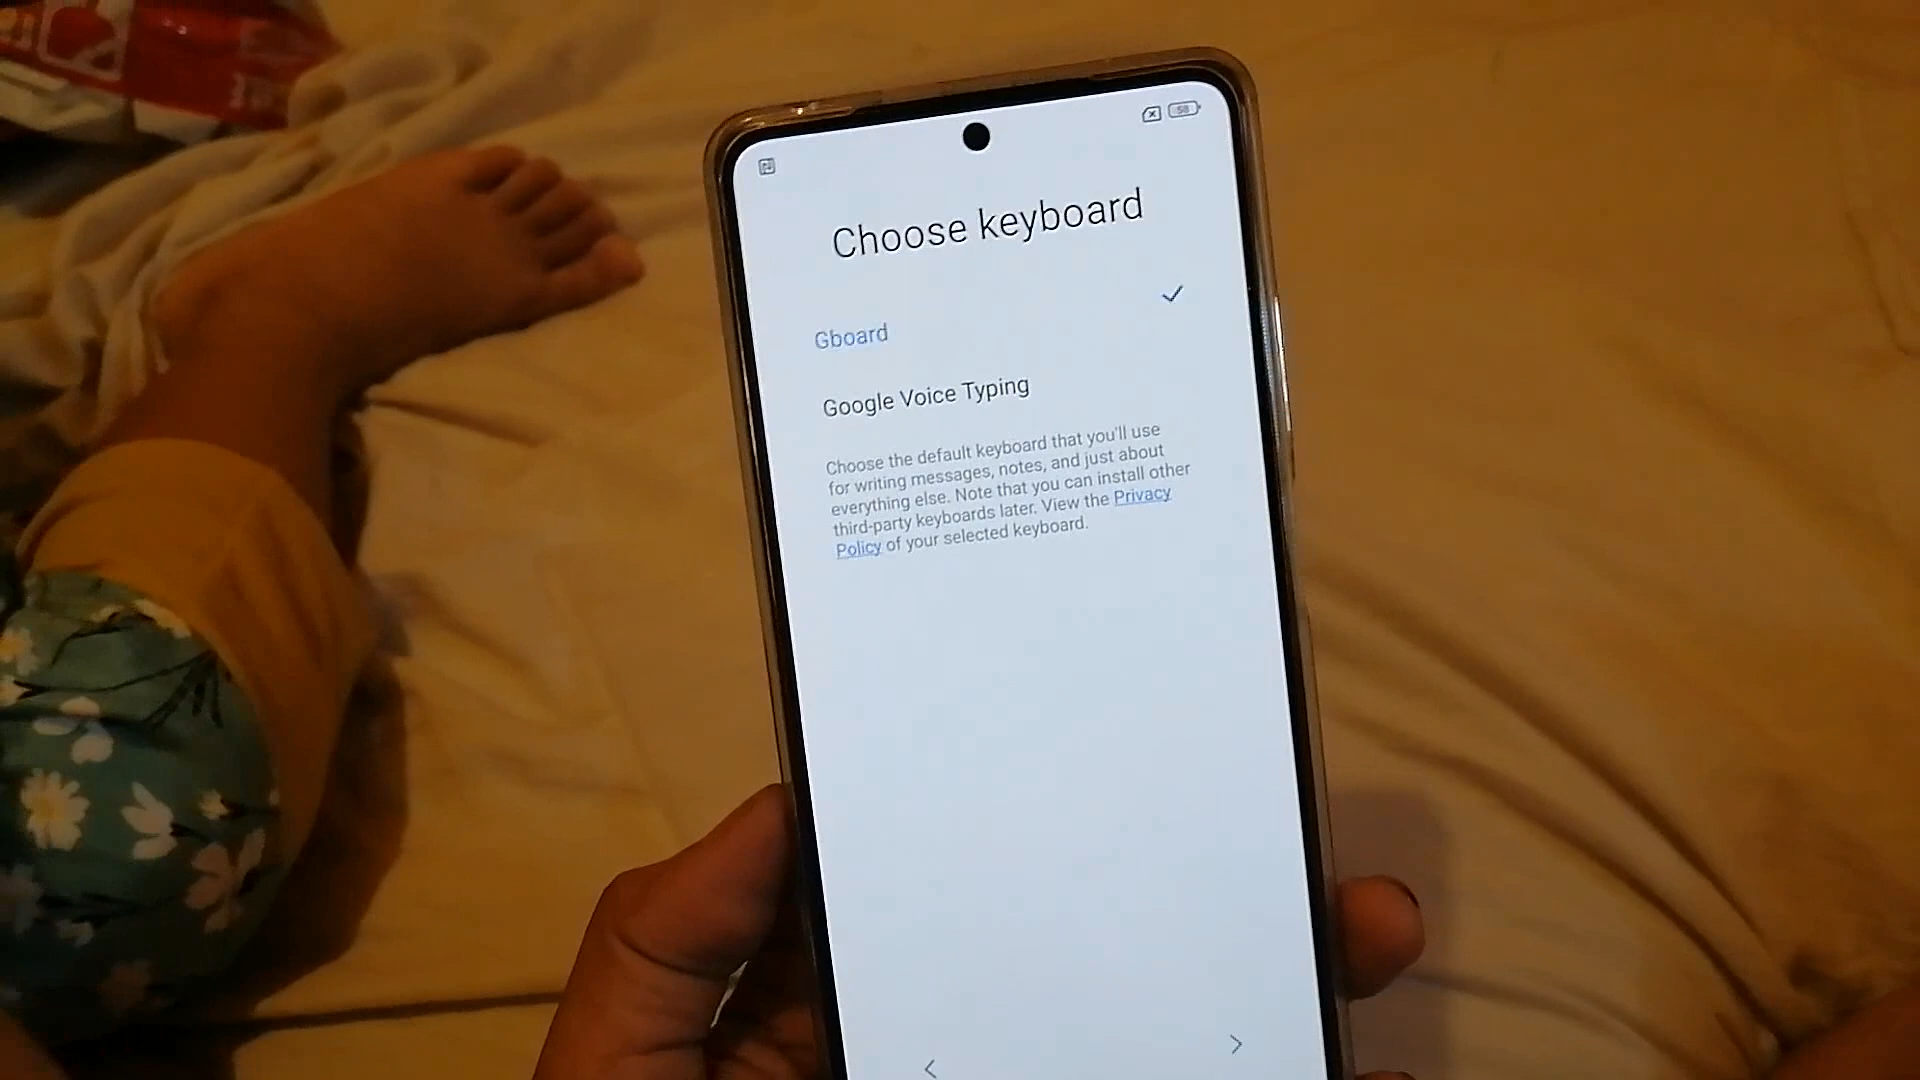 58
Choose keyboard
Gboard
Google Voice Typing
Choose the default keyboard that you'll use
for writing messages, notes, and just about
everything else. Note that you can install other
third-party keyboards later. View the Privacy
Policy of your selected keyboard.